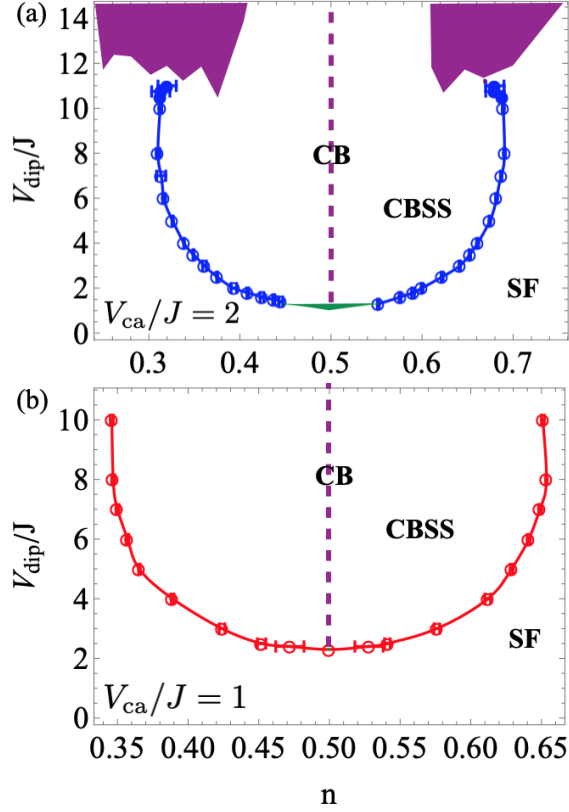 (a)
14
12
10
8
6
4
2
0
V_dip/J
CB
CBSS
SF
V_ca/J = 2
0.3 0.4 0.5 0.6 0.7
(b)
10
8
6
4
2
0
V_dip/J
CB
CBSS
SF
V_ca/J = 1
0.35 0.40 0.45 0.50 0.55 0.60 0.65
n